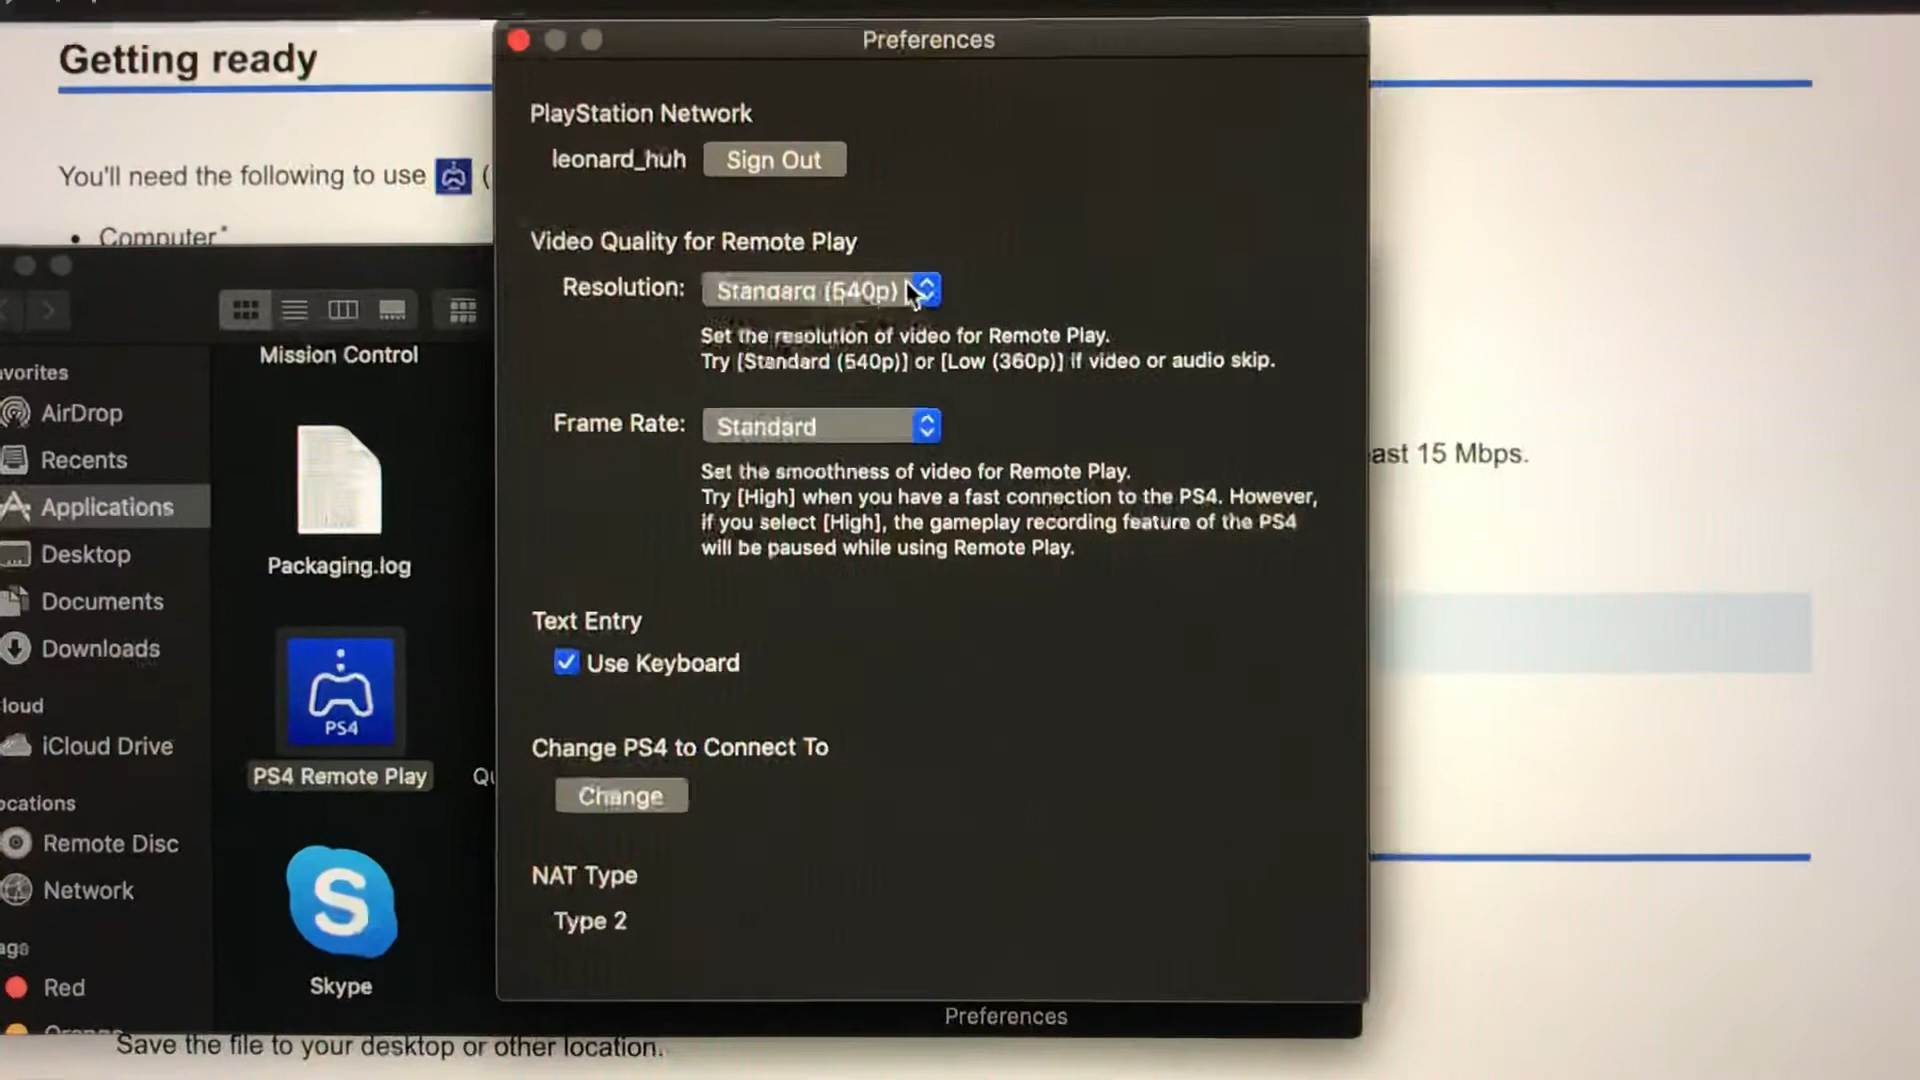 Preferences
Getting ready
You'll need the following to use
(
• Computer*
PlayStation Network
leonard_huh
Sign Out
Video Quality for Remote Play
Resolution:
Standard (540p)
Set the resolution of video for Remote Play.
Try [Standard (540p)] or [Low (360p)] if video or audio skip.
Frame Rate:
Standard
Set the smoothness of video for Remote Play.
Try [High] when you have a fast connection to the PS4. However,
if you select [High], the gameplay recording feature of the PS4
will be paused while using Remote Play.
Text Entry
Use Keyboard
Change PS4 to Connect To
Change
NAT Type
Type 2
Preferences
avorites
AirDrop
Recents
Applications
Desktop
Documents
Downloads
loud
iCloud Drive
ocations
Remote Disc
Network
ags
Red
Orange
Mission Control
Packaging.log
PS4
PS4 Remote Play
Qu
S
Skype
ast 15 Mbps.
Save the file to your desktop or other location.